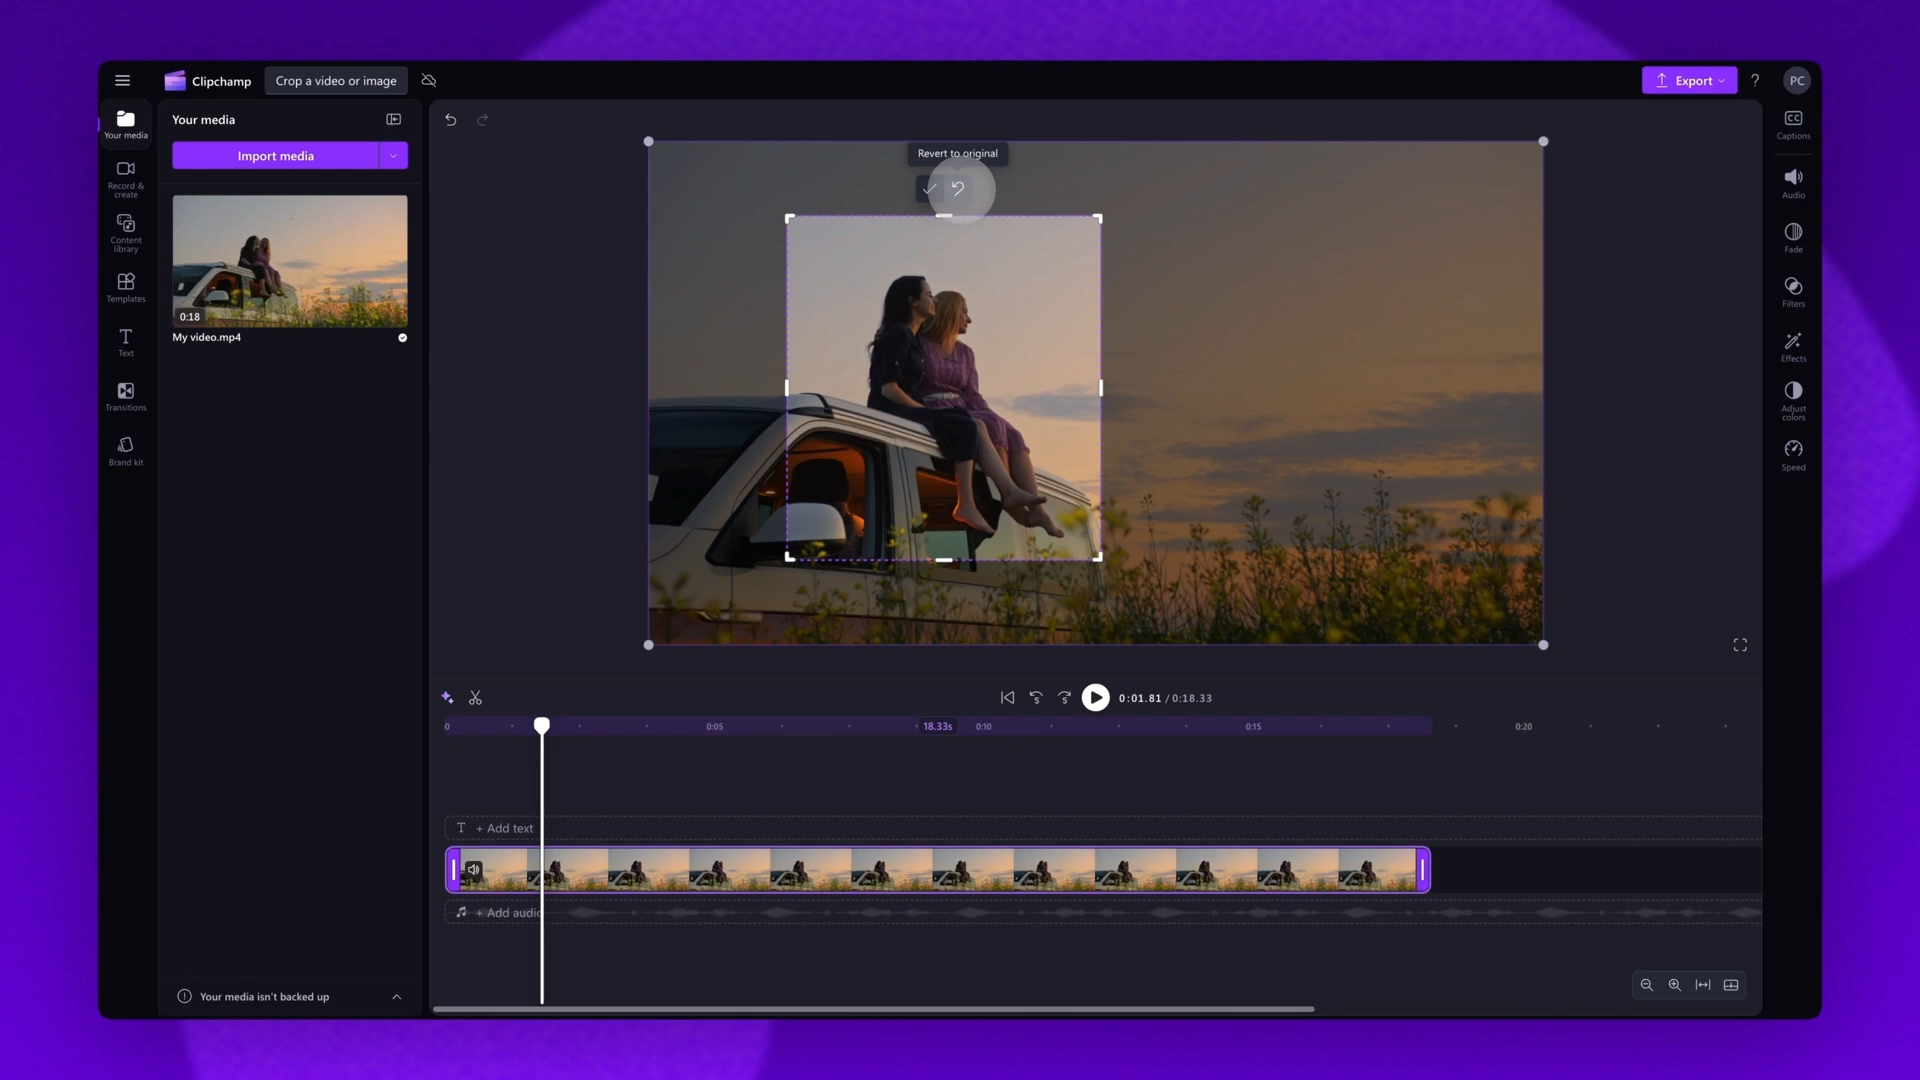 Clipchamp
Crop a video or image
Export
?
PC
Your media
Your media
Import media
Record &
create
Content
library
Templates
Text
Transitions
Brand kit
0:18
My video.mp4
Revert to original
CC
Captions
Audio
Fade
Filters
Effects
Adjust
colors
Speed
5
5
0:01.81 / 0:18.33
0
0:05
18.33s
0:10
0:15
0:20
T + Add text
+ Add audio
Your media isn't backed up